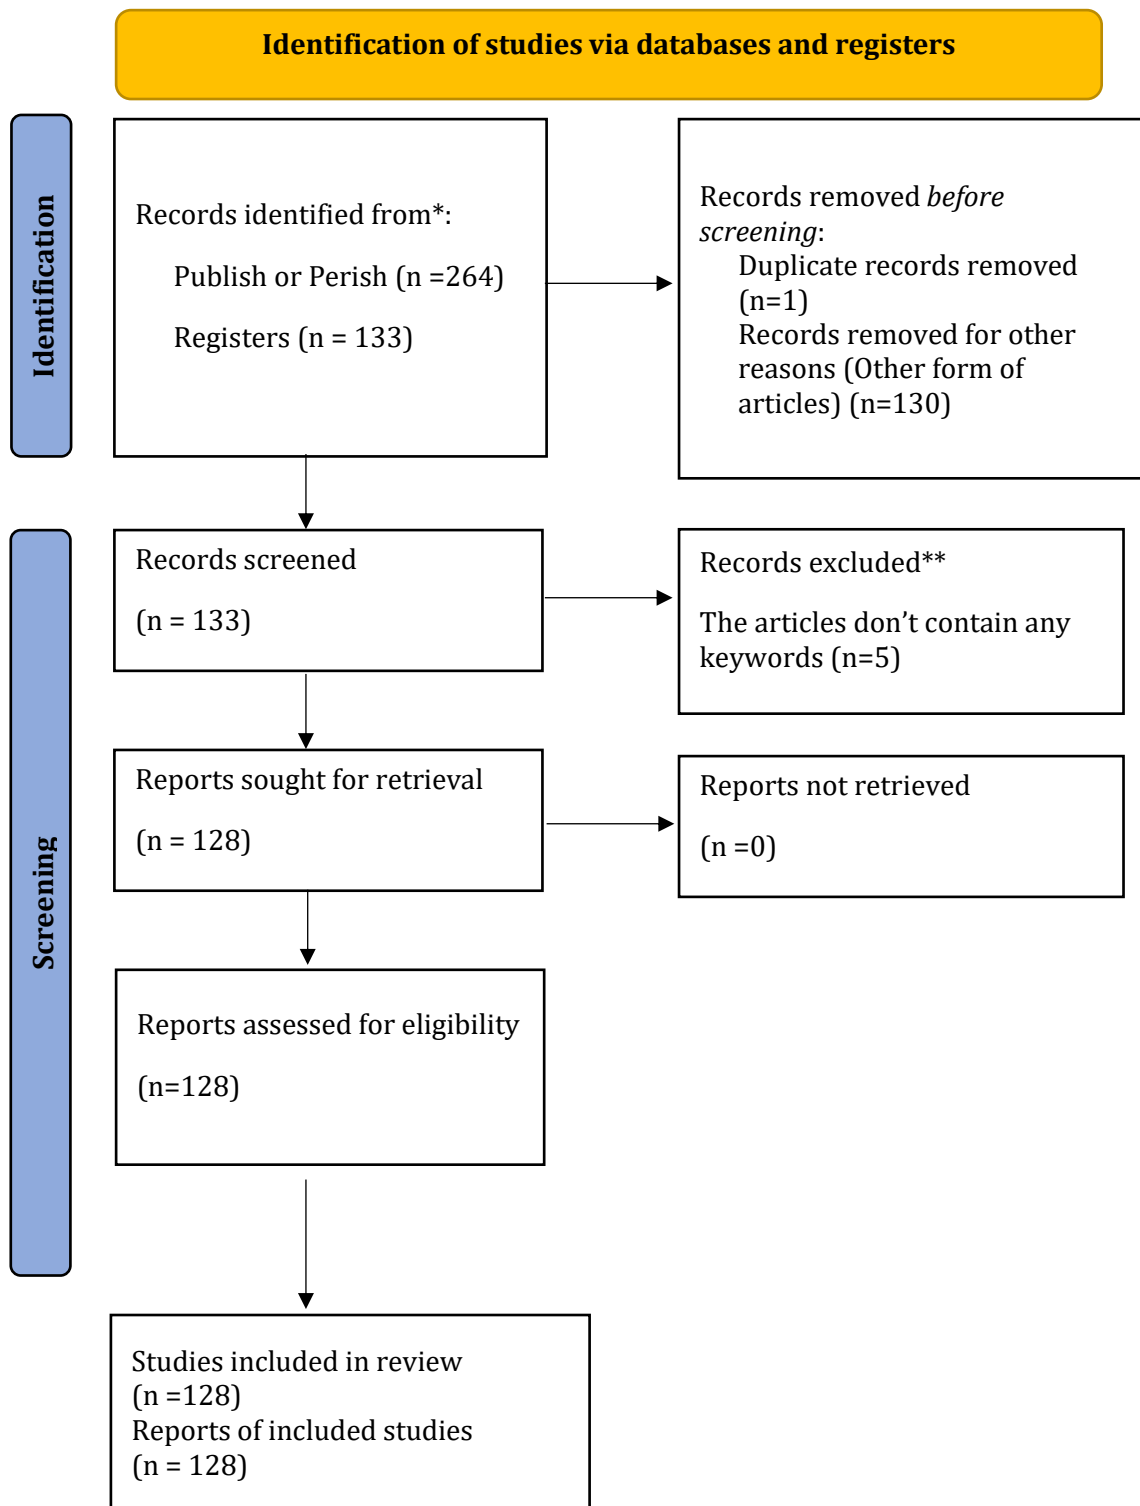 Identification of studies via databases and registers
Identification
Records identified from*:
Publish or Perish (n =264)
Registers (n = 133)
Records removed before
screening:
Duplicate records removed
(n=1)
Records removed for other
reasons (Other form of
articles) (n=130)
Screening
Records screened
(n = 133)
Records excluded**
The articles don’t contain any
keywords (n=5)
Reports sought for retrieval
(n = 128)
Reports not retrieved
(n =0)
Reports assessed for eligibility
(n=128)
Studies included in review
(n =128)
Reports of included studies
(n = 128)